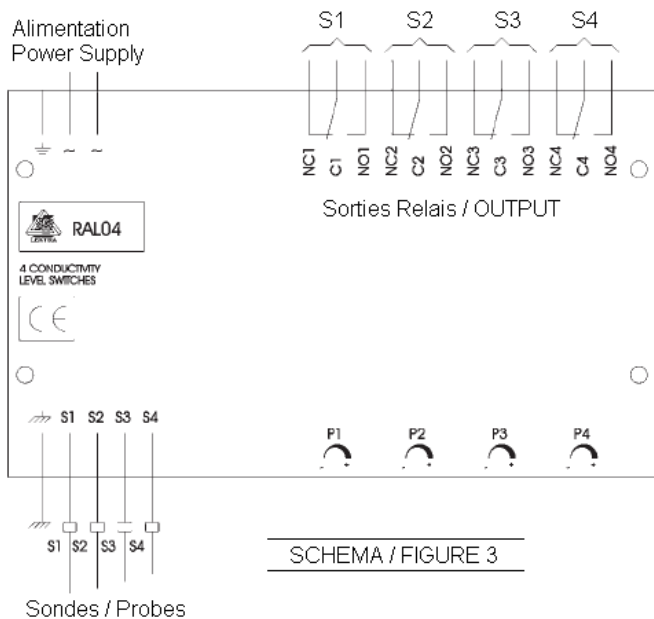 Alimentation
Power Supply
S1 S2 S3 S4
~ ~
NC1 C1 NO1 NC2 C2 NO2 NC3 C3 NO3 NC4 C4 NO4
Sorties Relais / OUTPUT
RAL04
4 CONDUCTIVITY
LEVEL SWITCHES
CE
S1 S2 S3 S4
P1 P2 P3 P4
- + - + - + - +
S1 S2 S3 S4
SCHEMA / FIGURE 3
Sondes / Probes